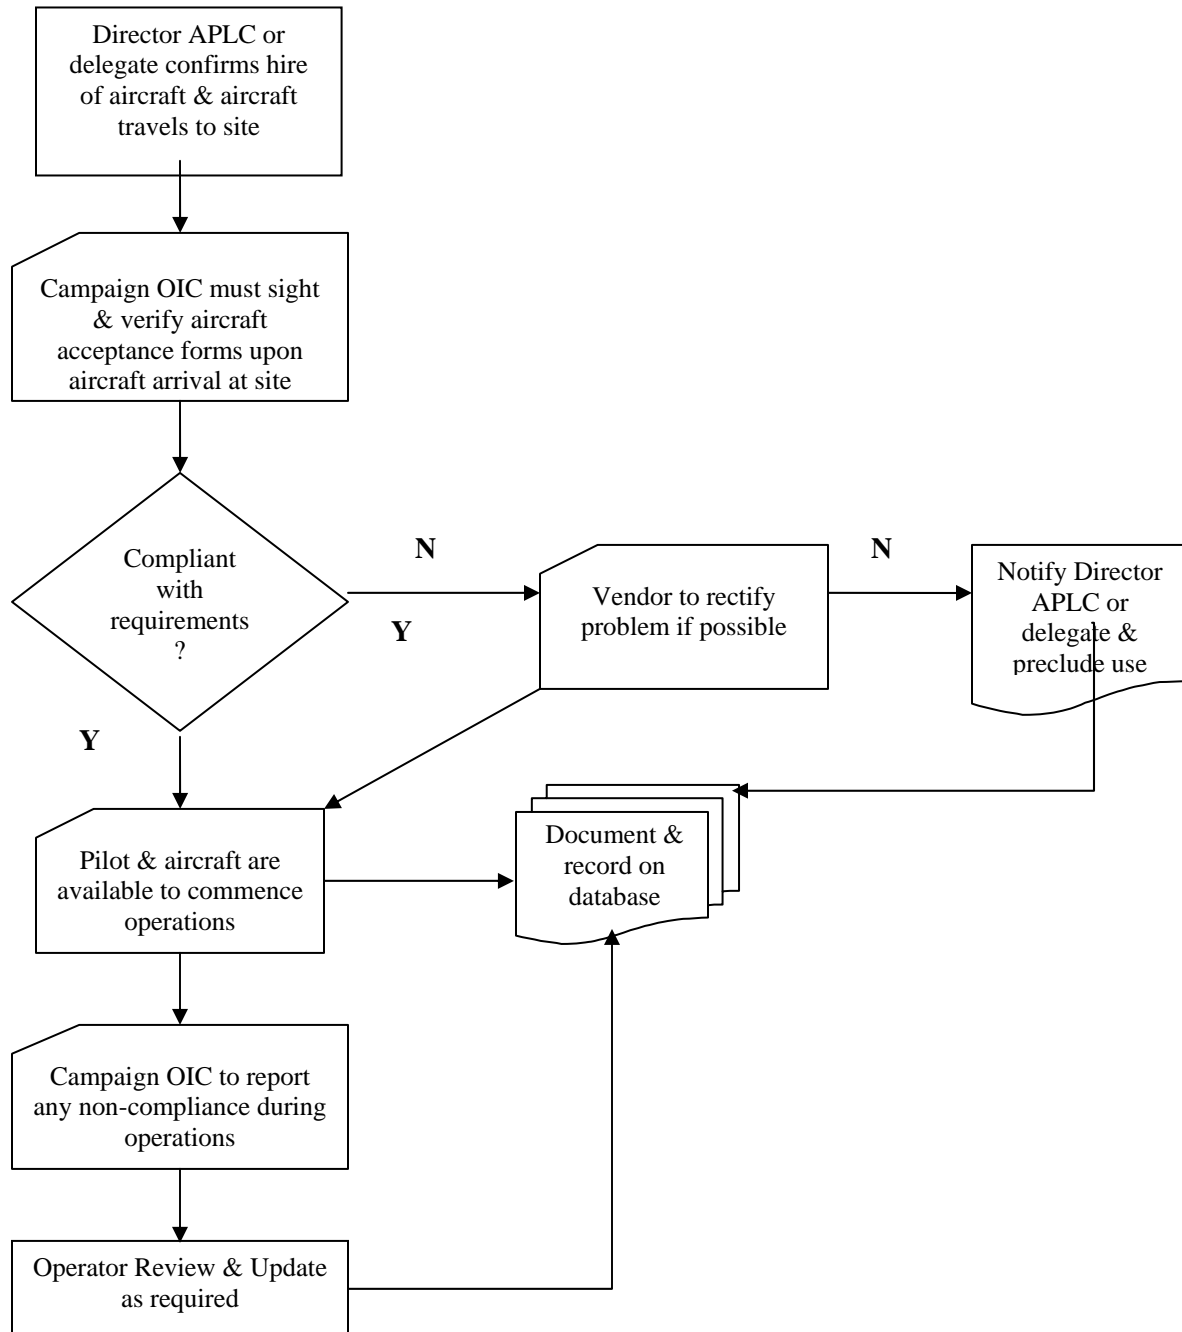 Director APLC or
delegate confirms hire
of aircraft & aircraft
travels to site
Campaign OIC must sight
& verify aircraft
acceptance forms upon
aircraft arrival at site
Compliant
with
requirements
?
N
Y
Vendor to rectify
problem if possible
N
Notify Director
APLC or
delegate &
preclude use
Y
Pilot & aircraft are
available to commence
operations
Document &
record on
database
Campaign OIC to report
any non-compliance during
operations
Operator Review & Update
as required